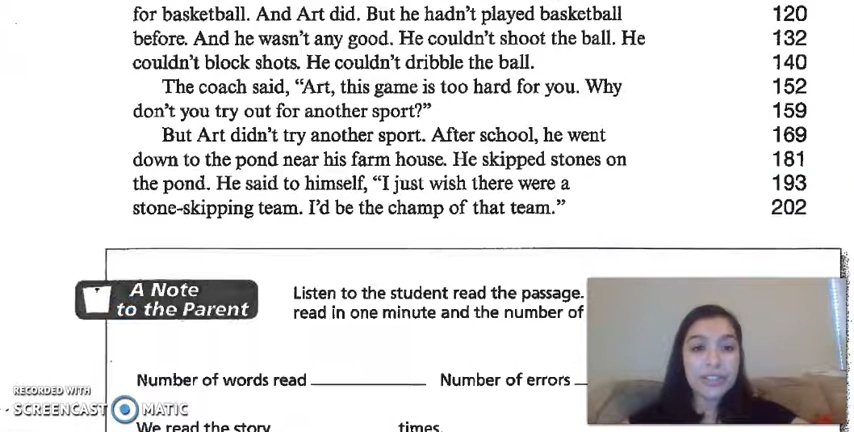 for basketball. And Art did. But he hadn't played basketball 120
before. And he wasn't any good. He couldn't shoot the ball. He 132
couldn't block shots. He couldn't dribble the ball. 140
The coach said, “Art, this game is too hard for you. Why 152
don't you try out for another sport?” 159
But Art didn't try another sport. After school, he went 169
down to the pond near his farm house. He skipped stones on 181
the pond. He said to himself, “I just wish there were a 193
stone-skipping team. I'd be the champ of that team.” 202
A Note
to the Parent
Listen to the student read the passage.
read in one minute and the number of
Number of words read Number of errors
RECORDED WITH
SCREENCAST MATIC
We read the story times.